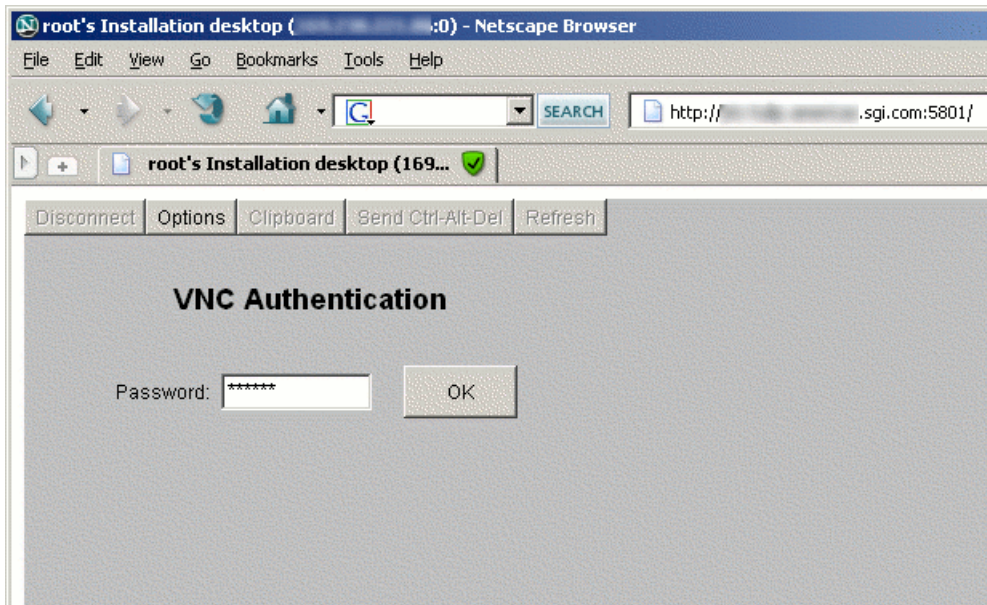 root's Installation desktop ( :0) - Netscape Browser
File Edit View Go Bookmarks Tools Help
G SEARCH http:// .sgi.com:5801/
root's Installation desktop (169...
Disconnect Options Clipboard Send Ctrl-Alt-Del Refresh
VNC Authentication
Password: ****** OK